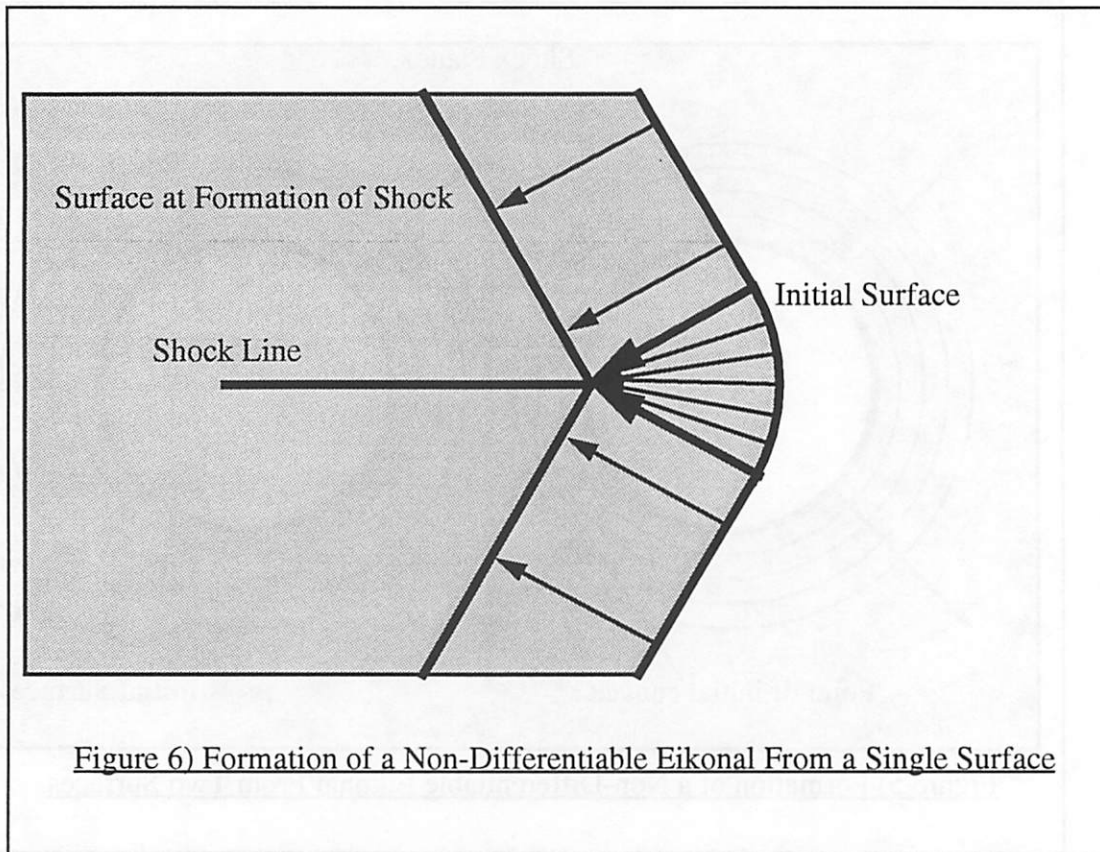 Surface at Formation of Shock
Initial Surface
Shock Line
Figure 6) Formation of a Non-Differentiable Eikonal From a Single Surface